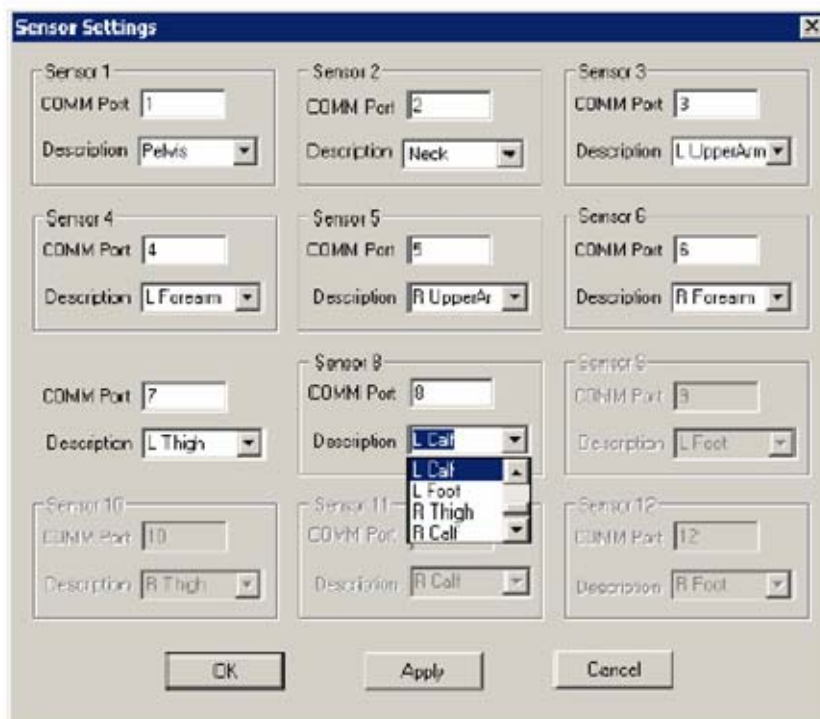 Sensor Settings
Sensor 1
COMM Port 1
Description Pelvis
Sensor 2
COMM Port 2
Description Neck
Sensor 3
COMM Port 3
Description L UpperArm
Sensor 4
COMM Port 4
Description L Forearm
Sensor 5
COMM Port 5
Description R UpperAr
Sensor 6
COMM Port 6
Description R Forearm
COMM Port 7
Description L Thigh
Sensor 8
COMM Port 8
Description L Calf
L Calf
L Foot
R Thigh
R Calf
Sensor 9
COMM Port 9
Description L Foot
Sensor 10
COMM Port 10
Description R Thigh
Sensor 11
COMM Port
Description R Calf
Sensor 12
COMM Port 12
Description R Foot
OK
Apply
Cancel